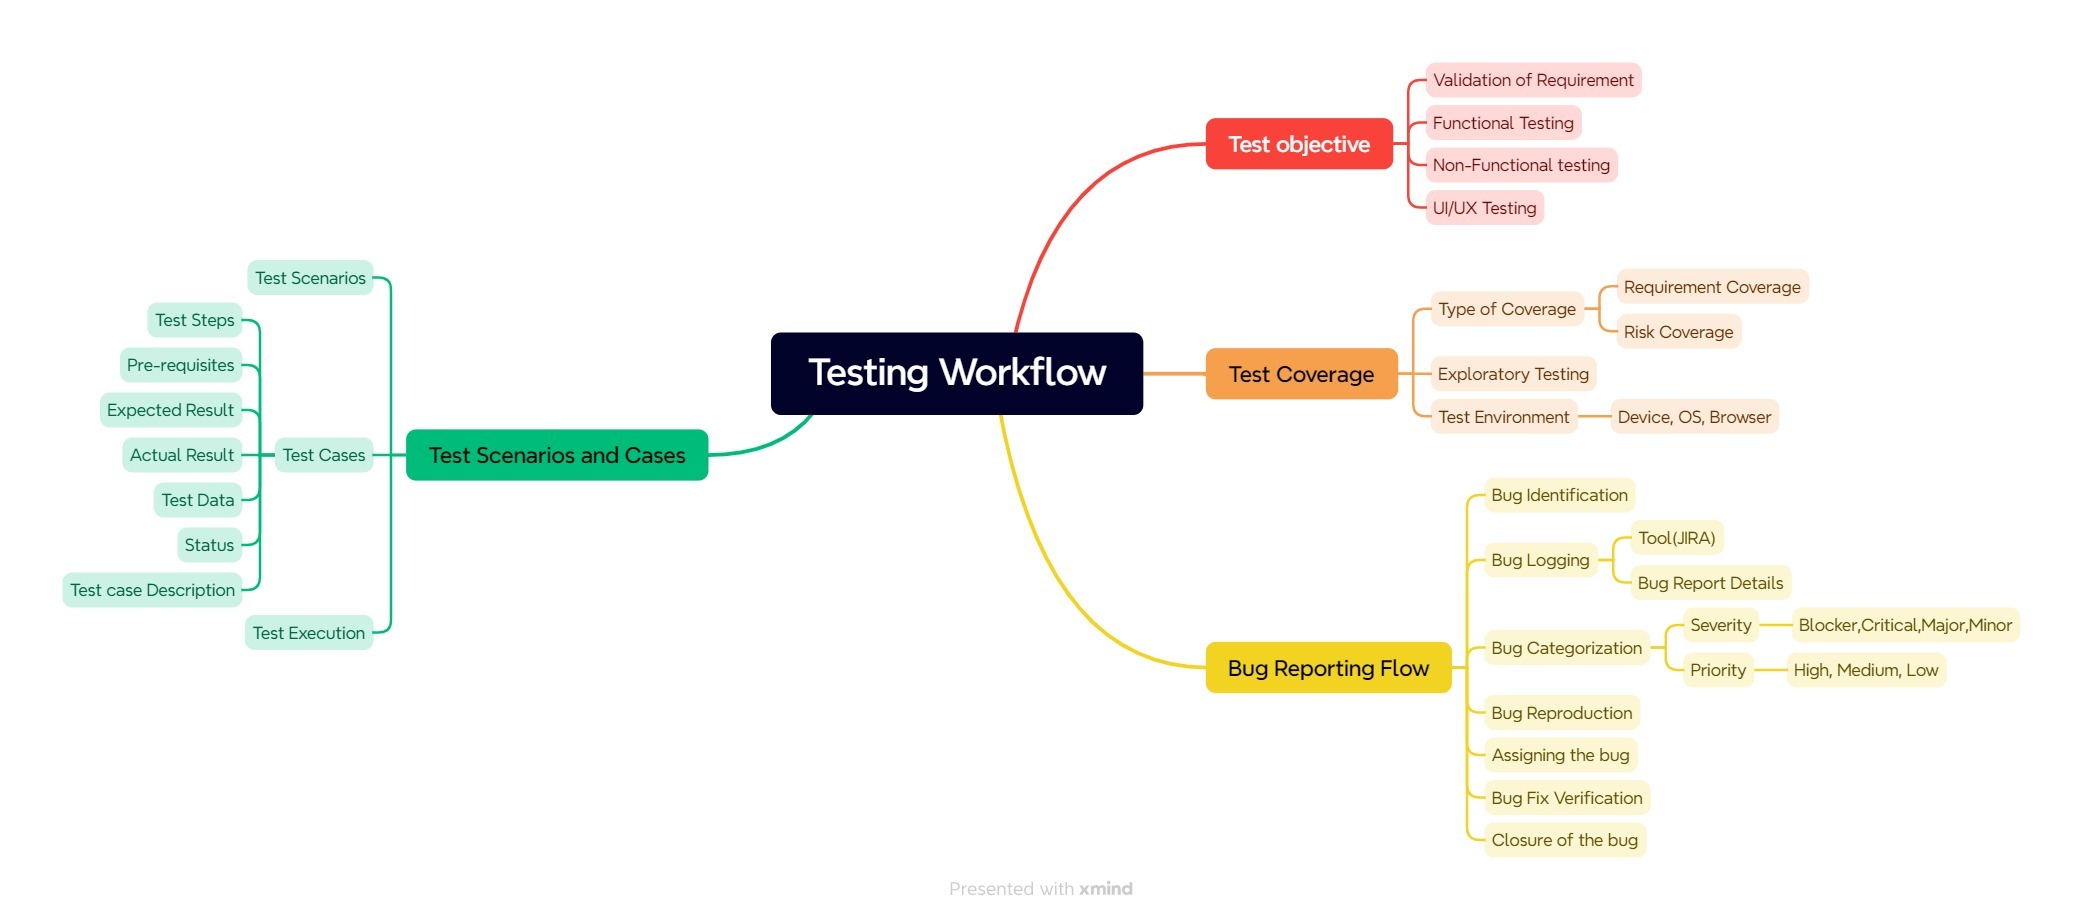 Testing Workflow
Test objective
Validation of Requirement
Functional Testing
Non-Functional testing
UI/UX Testing
Test Coverage
Type of Coverage
Requirement Coverage
Risk Coverage
Exploratory Testing
Test Environment
Device, OS, Browser
Bug Reporting Flow
Bug Identification
Bug Logging
Tool(JIRA)
Bug Report Details
Bug Categorization
Severity
Blocker,Critical,Major,Minor
Priority
High, Medium, Low
Bug Reproduction
Assigning the bug
Bug Fix Verification
Closure of the bug
Test Scenarios and Cases
Test Scenarios
Test Cases
Test Steps
Pre-requisites
Expected Result
Actual Result
Test Data
Status
Test case Description
Test Execution
Presented with xmind